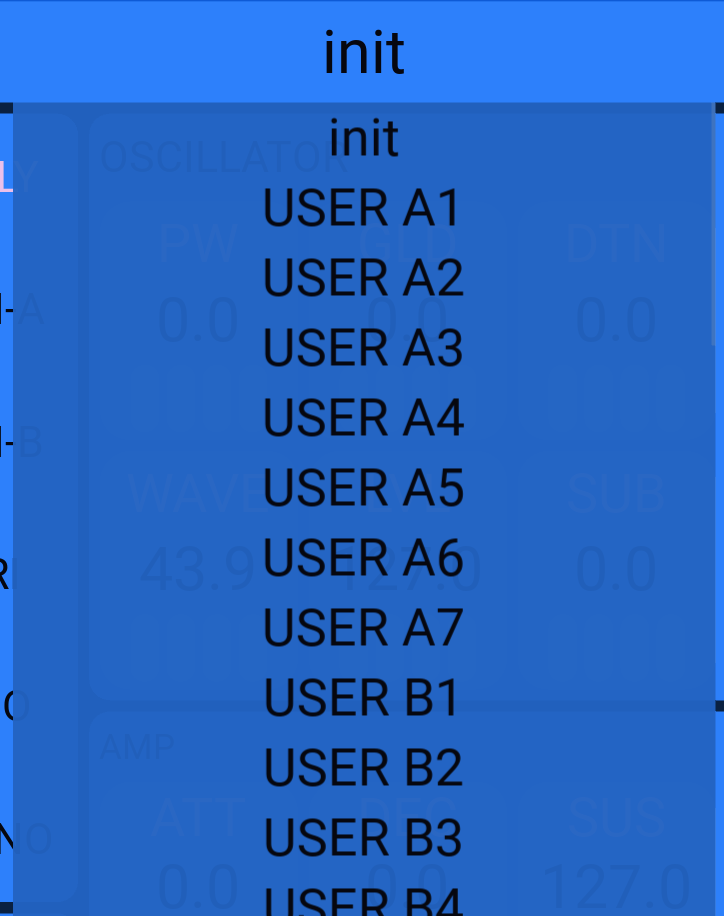 init
init
OSCILLATOR
USER A1
PW GLD DTN
USER A2
0.0 0.0 0.0
USER A3
USER A4
USER A5
WAVE SUB
USER A6
43.9 127.0 0.0
USER A7
USER B1
AMP
USER B2
ATT DEC SUS
USER B3
0.0 0.0 127.0
USER B4
LY
-A
-B
O
NO